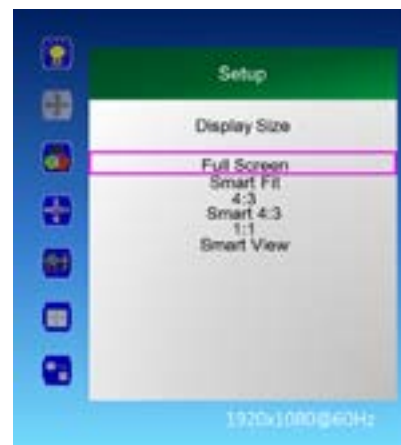 Setup
Display Size
Full Screen
Smart Fit
4:3
Smart 4:3
1:1
Smart View
1920x1080@60Hz